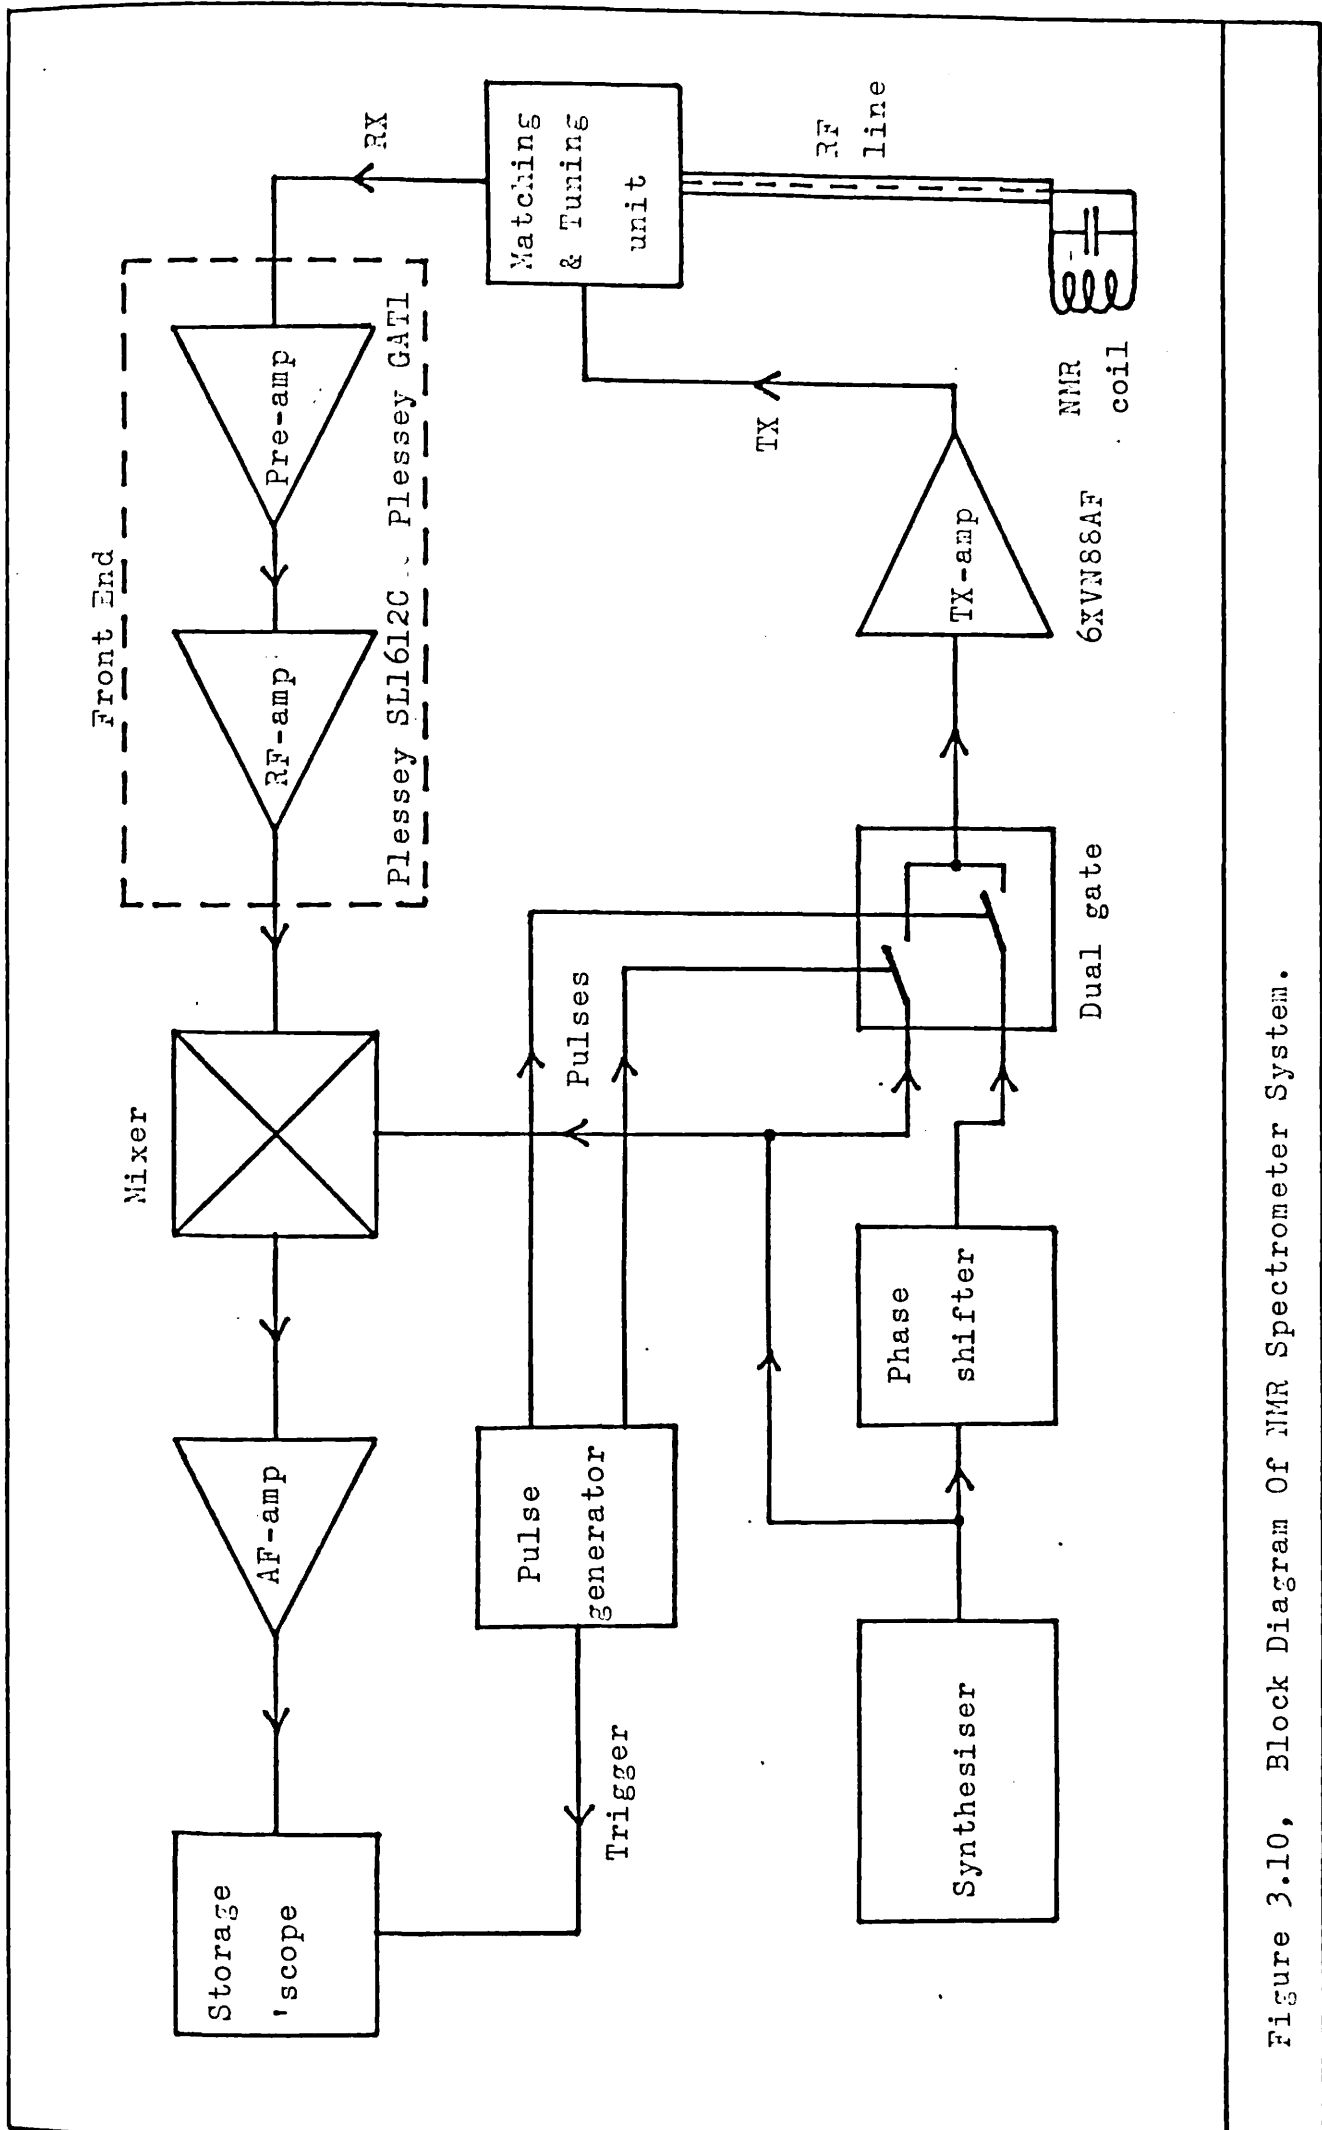 Storage
'scope
AF-amp
Mixer
Front End
RF-amp
Pre-amp
Plessey SL1612C
Plessey GAT1
RX
Matching
& Tuning
unit
RF
line
Pulse
generator
Pulses
Trigger
TX
Synthesiser
Phase
shifter
Dual gate
TX-amp
6XVN88AF
NMR
coil
Figure 3.10, Block Diagram Of NMR Spectrometer System.